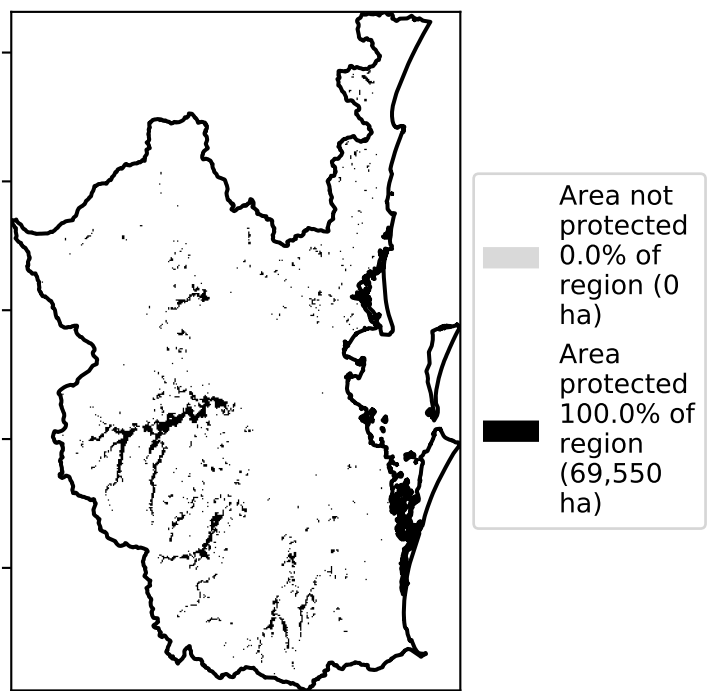 Area not
protected
0.0% of
region (0
ha)
Area
protected
100.0% of
region
(69,550
ha)